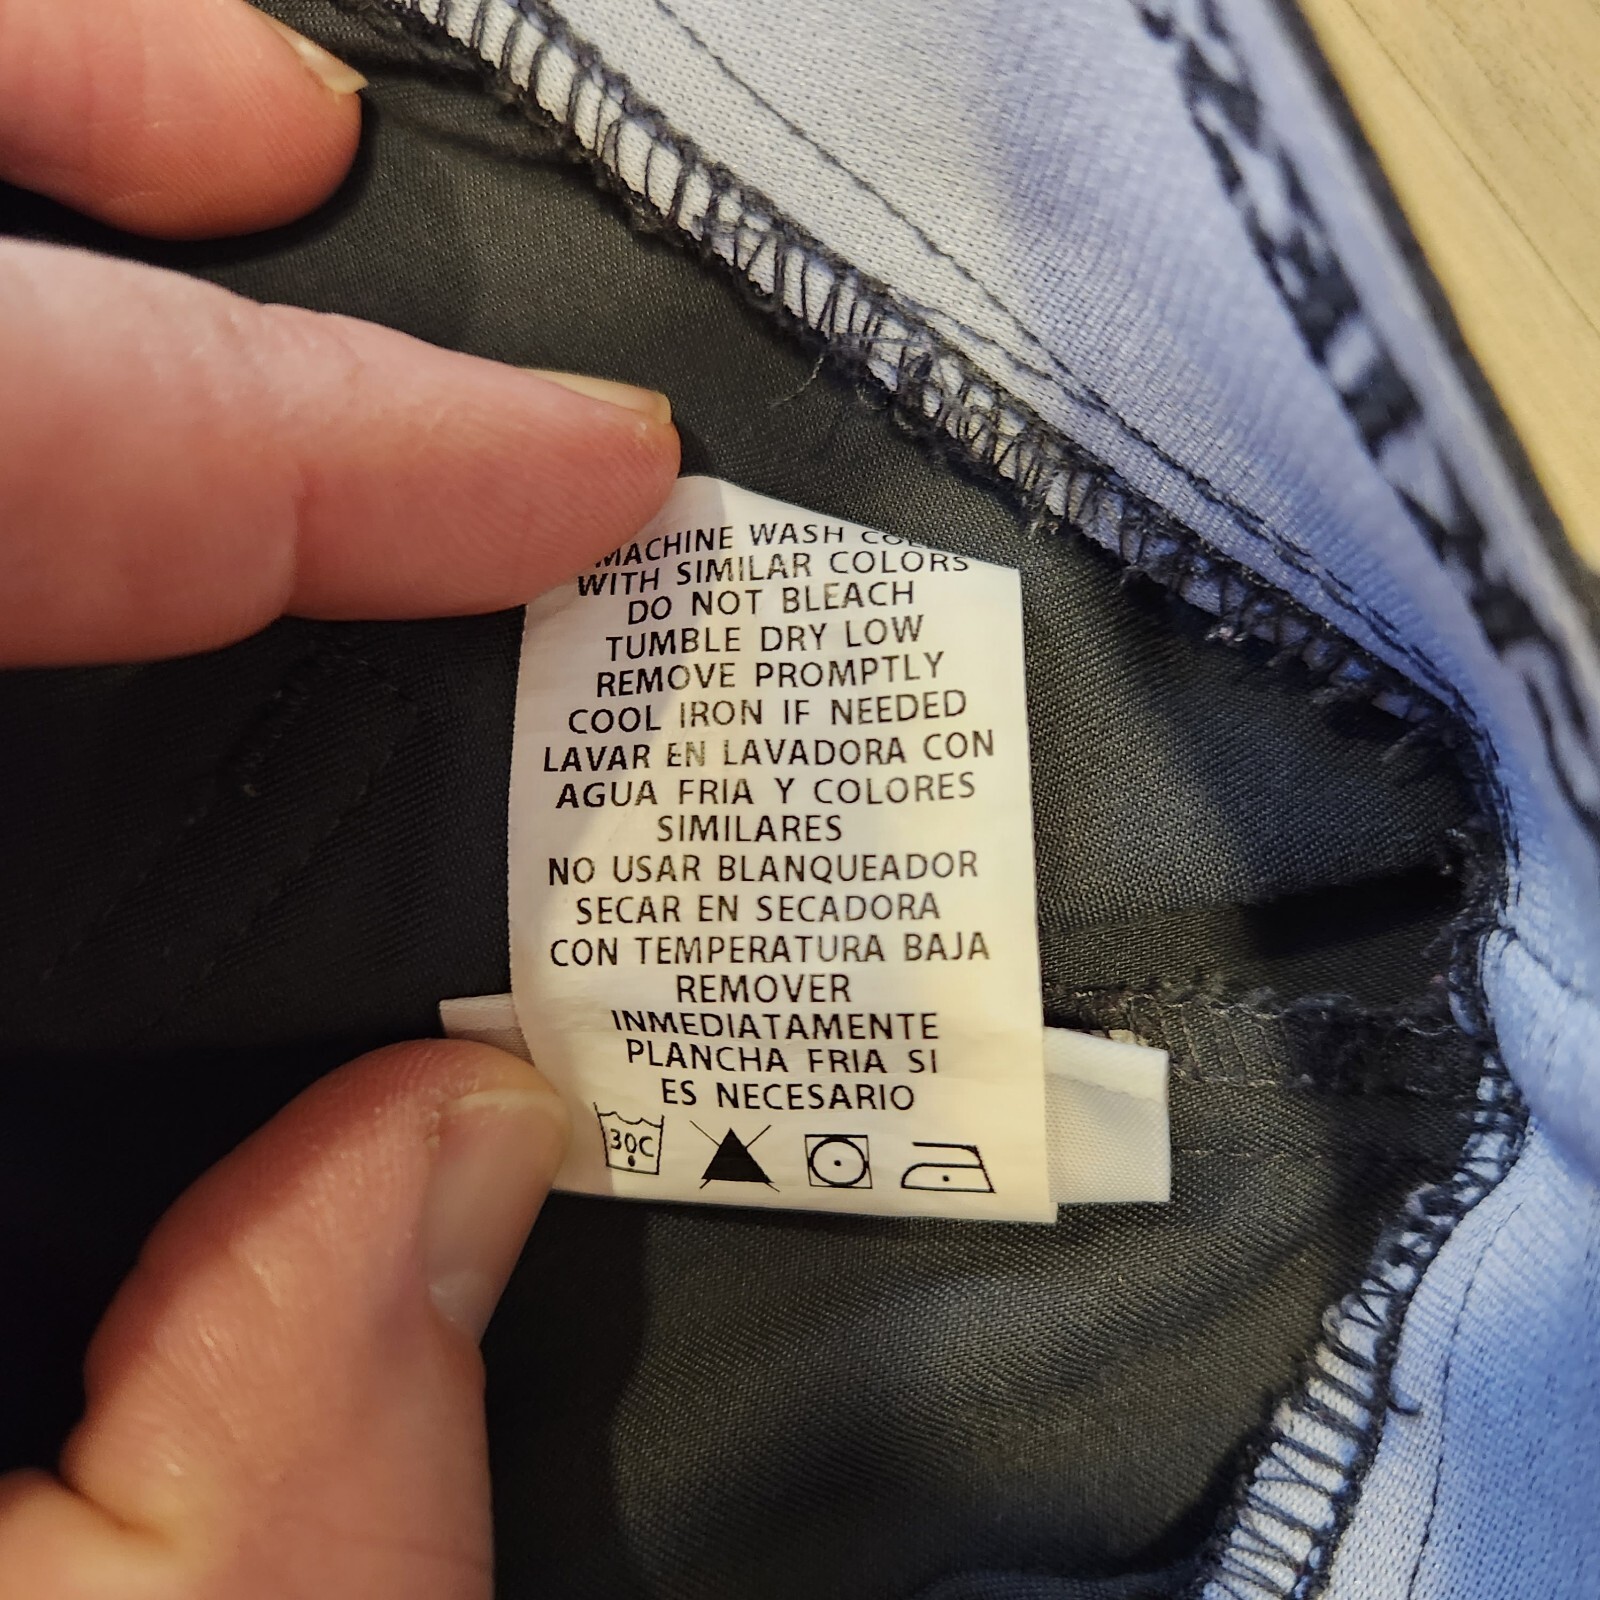 MACHINE WASH
WITH SIMILAR COLORS
DO NOT BLEACH
TUMBLE DRY LOW
REMOVE PROMPTLY
COOL IRON IF NEEDED
LAVAR EN LAVADORA CON
AGUA FRIA Y COLORES
SIMILARES
NO USAR BLANQUEADOR
SECAR EN SECADORA
CON TEMPERATURA BAJA
REMOVER
INMEDIATAMENTE
PLANCHA FRIA SI
ES NECESARIO
30C